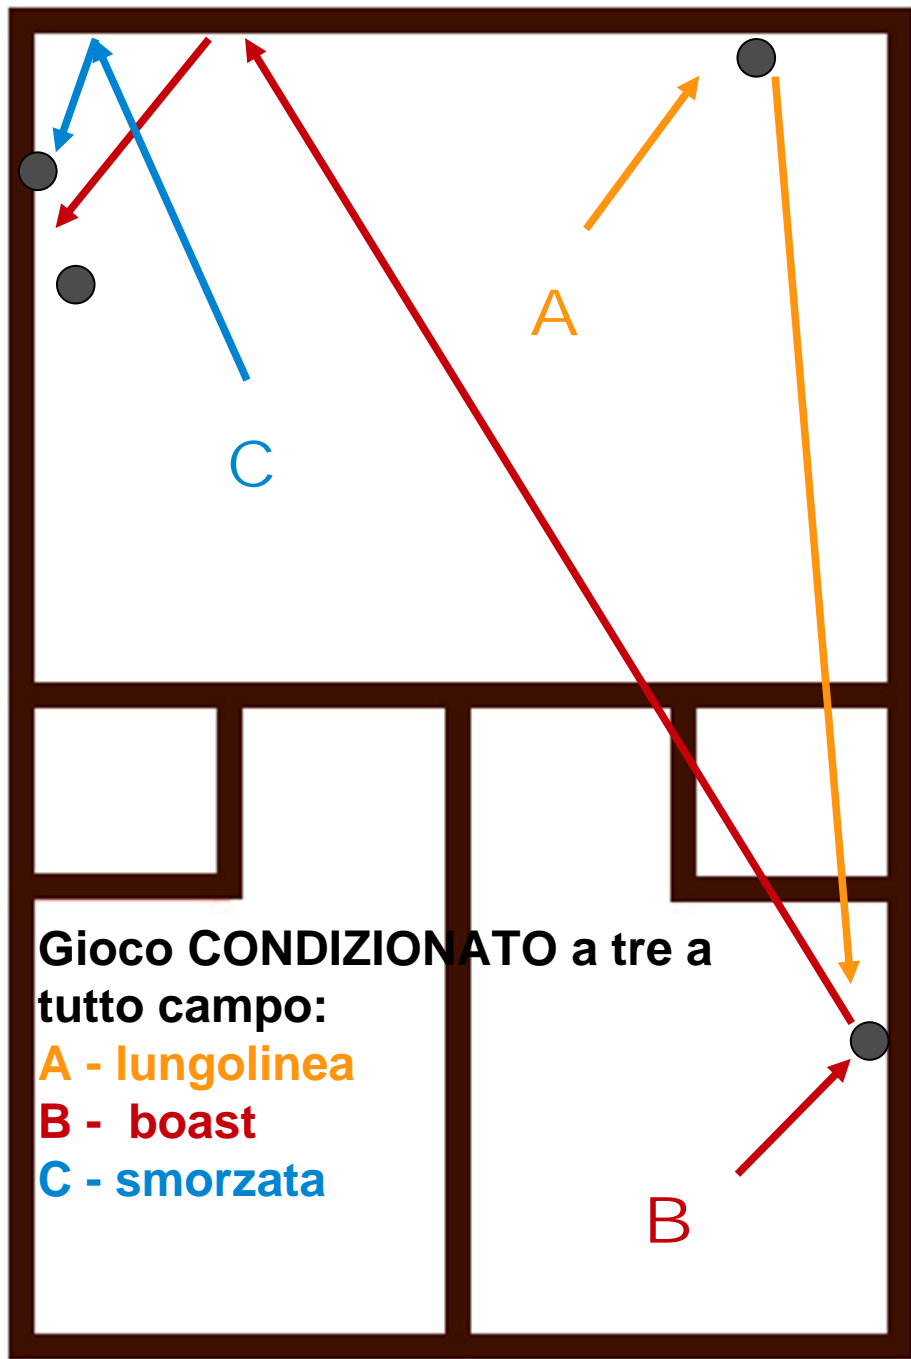 A
C
Gioco CONDIZIONATO a tre a
tutto campo:
A - lungolinea
B - boast
C - smorzata
B